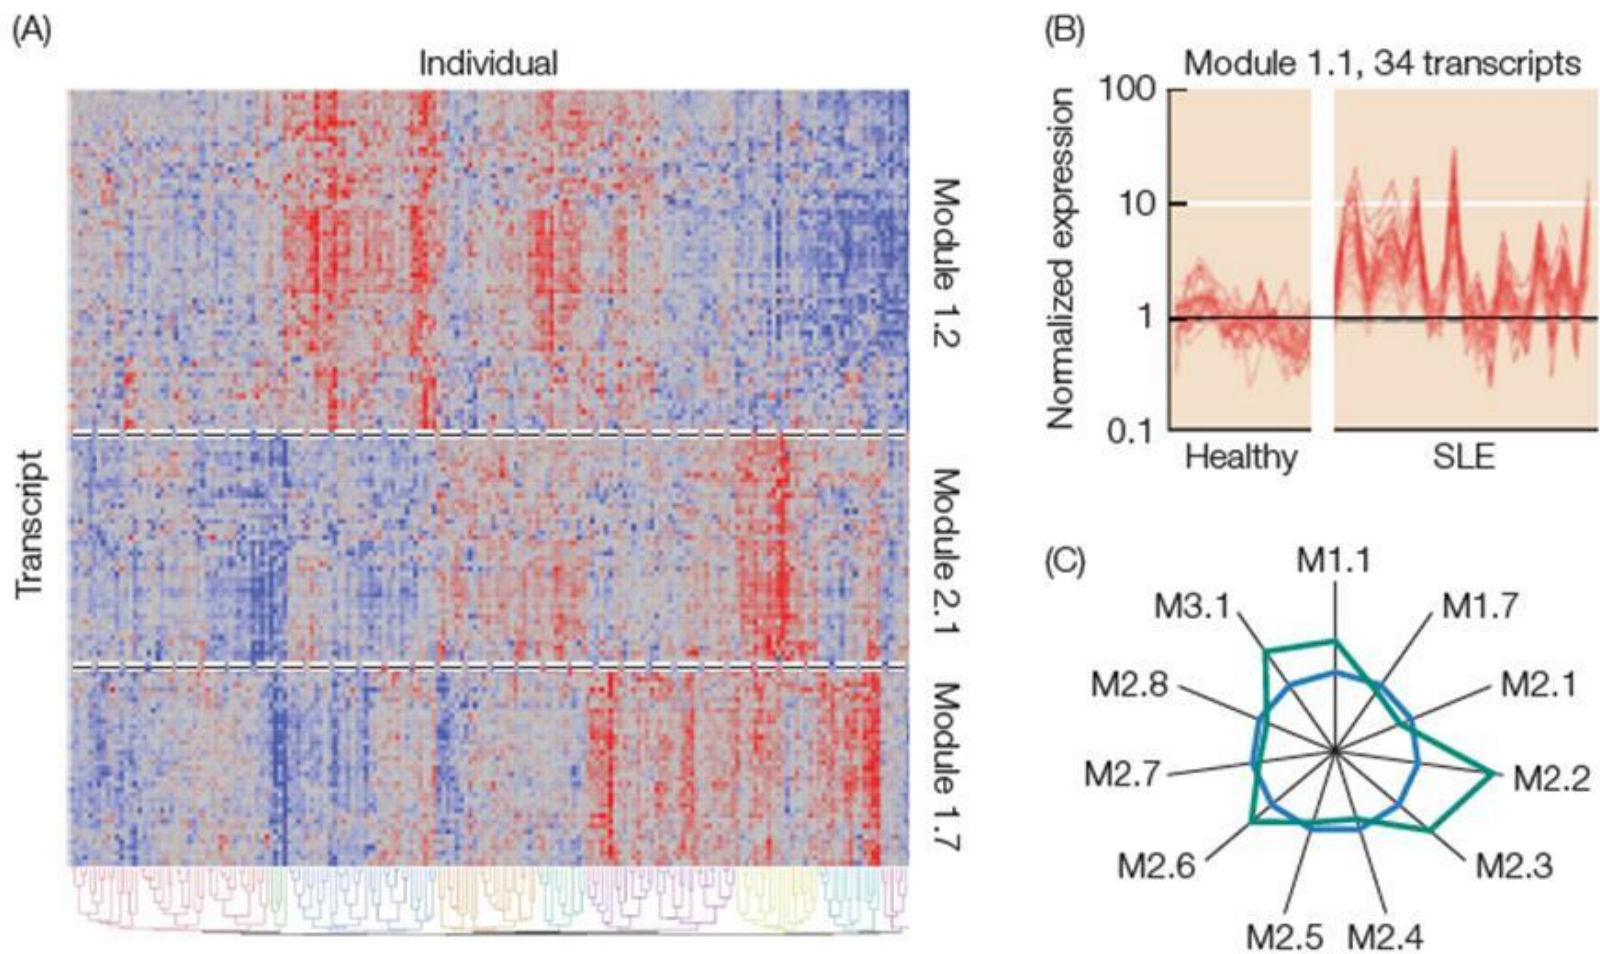 (A)
Individual
Transcript
Module 1.2
Module 2.1
Module 1.7
(B)
Module 1.1, 34 transcripts
Normalized expression
100
10
1
0.1
Healthy
SLE
(C)
M1.1
M3.1
M1.7
M2.8
M2.1
M2.7
M2.2
M2.6
M2.3
M2.5
M2.4